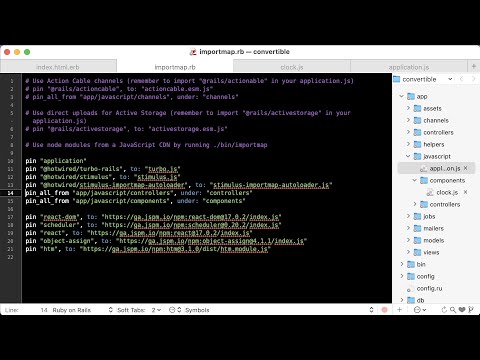 importmap.rb — convertible
index.html.erb
importmap.rb
clock.js
application.js
1 # Use Action Cable channels (remember to import "@rails/actionable" in your application.js)
2 # pin "@rails/actioncable", to: "actioncable.esm.js"
3 # pin_all_from "app/javascript/channels", under: "channels"
4
5 # Use direct uploads for Active Storage (remember to import "@rails/activestorage" in your
application.js)
6 # pin "@rails/activestorage", to: "activestorage.esm.js"
7
8 # Use node modules from a JavaScript CDN by running ./bin/importmap
9
10 pin "application"
11 pin "@hotwired/turbo-rails", to: "turbo.js"
12 pin "@hotwired/stimulus", to: "stimulus.js"
13 pin "@hotwired/stimulus-importmap-autoloader", to: "stimulus-importmap-autoloader.js"
14 pin_all_from "app/javascript/controllers", under: "controllers"
15 pin_all_from "app/javascript/components", under: "components"
16
17 pin "react-dom", to: "https://ga.jspm.io/npm:react-dom@17.0.2/index.js"
18 pin "scheduler", to: "https://ga.jspm.io/npm:scheduler@0.20.2/index.js"
19 pin "react", to: "https://ga.jspm.io/npm:react@17.0.2/index.js"
20 pin "object-assign", to: "https://ga.jspm.io/npm:object-assign@4.1.1/index.js"
21 pin "htm", to: "https://ga.jspm.io/npm:htm@3.1.0/dist/htm.module.js"
22
convertible
app
assets
channels
controllers
helpers
javascript
appl...on.js
components
clock.js
controllers
jobs
mailers
models
views
bin
config
config.ru
db
Line: 14 Ruby on Rails Soft Tabs: 2 Symbols